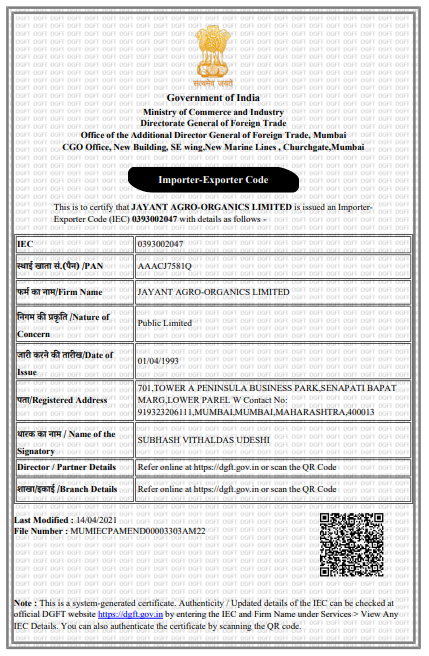 सत्यमेव जयते
Government of India
Ministry of Commerce and Industry
Directorate General of Foreign Trade
Office of the Additional Director General of Foreign Trade, Mumbai
CGO Office, New Building, SE wing,New Marine Lines , Churchgate,Mumbai
Importer-Exporter Code
This is to certify that JAYANT AGRO-ORGANICS LIMITED is issued an Importer-
Exporter Code (IEC) 0393002047 with details as follows -
IEC 0393002047
स्थाई खाता सं.(पैन) /PAN AAACJ7581Q
फर्म का नाम/Firm Name JAYANT AGRO-ORGANICS LIMITED
निगम की प्रकृति /Nature of
Concern
Public Limited
जारी करने की तारीख/Date of
Issue
01/04/1993
पता/Registered Address
701,TOWER A PENINSULA BUSINESS PARK,SENAPATI BAPAT
MARG,LOWER PAREL W Contact No:
919323206111,MUMBAI,MUMBAI,MAHARASHTRA,400013
धारक का नाम / Name of the
Signatory
SUBHASH VITHALDAS UDESHI
Director / Partner Details Refer online at https://dgft.gov.in or scan the QR Code
शाखा/इकाई /Branch Details Refer online at https://dgft.gov.in or scan the QR Code
Last Modified : 14/04/2021
File Number : MUMIECPAMEND00003303AM22
Note : This is a system-generated certificate. Authenticity / Updated details of the IEC can be checked at
official DGFT website https://dgft.gov.in by entering the IEC and Firm Name under Services > View Any
IEC Details. You can also authenticate the certificate by scanning the QR code.